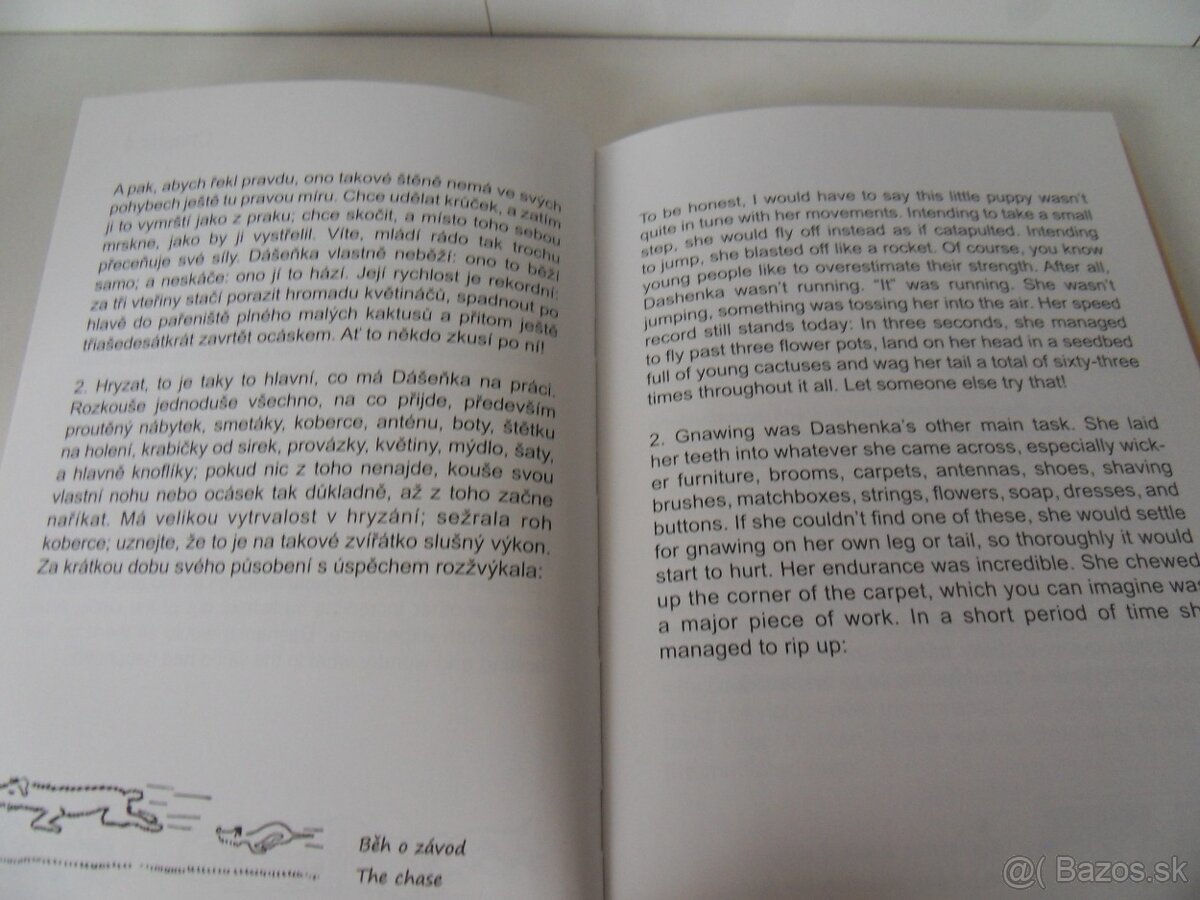 A pak, abych řekl pravdu, ono takové štěně nemá ve svých
pohybech ještě tu pravou míru. Chce udělat krůček, a zatím
ji to vymrští jako z praku; chce skočit, a místo toho sebou
mrskne, jako by ji vystřelil. Víte, mládí rádo tak trochu
přeceňuje své síly. Dášeňka vlastně neběží: ono to běží
samo; a neskáče: ono jí to hází. Její rychlost je rekordní:
za tři vteřiny stačí porazit hromadu květináčů, spadnout po
hlavě do pařeniště plného malých kaktusů a přitom ještě
třiašedesátkrát zavrtět ocáskem. Ať to někdo zkusí po ní!
2. Hryzat, to je taky to hlavní, co má Dášeňka na práci.
Rozkouše jednoduše všechno, na co přijde, především
proutěný nábytek, smetáky, koberce, anténu, boty, štětku
na holení, krabičky od sirek, provázky, květiny, mýdlo, šaty,
a hlavně knoflíky; pokud nic z toho nenajde, kouše svou
vlastní nohu nebo ocásek tak důkladně, až z toho začne
naříkat. Má velikou vytrvalost v hryzání; sežrala roh
koberce; uznejte, že to je na takové zvířátko slušný výkon.
Za krátkou dobu svého působení s úspěchem rozžvýkala:
Běh o závod
The chase
To be honest, I would have to say this little puppy wasn't
quite in tune with her movements. Intending to take a small
step, she would fly off instead as if catapulted. Intending
to jump, she blasted off like a rocket. Of course, you know
young people like to overestimate their strength. After all,
Dashenka wasn't running. "It" was running. She wasn't
jumping, something was tossing her into the air. Her speed
record still stands today: In three seconds, she managed
to fly past three flower pots, land on her head in a seedbed
full of young cactuses and wag her tail a total of sixty-three
times throughout it all. Let someone else try that!
2. Gnawing was Dashenka's other main task. She laid
her teeth into whatever she came across, especially wick-
er furniture, brooms, carpets, antennas, shoes, shaving
brushes, matchboxes, strings, flowers, soap, dresses, and
buttons. If she couldn't find one of these, she would settle
for gnawing on her own leg or tail, so thoroughly it would
start to hurt. Her endurance was incredible. She chewed
up the corner of the carpet, which you can imagine was
a major piece of work. In a short period of time sh
managed to rip up:
@( Bazos.sk